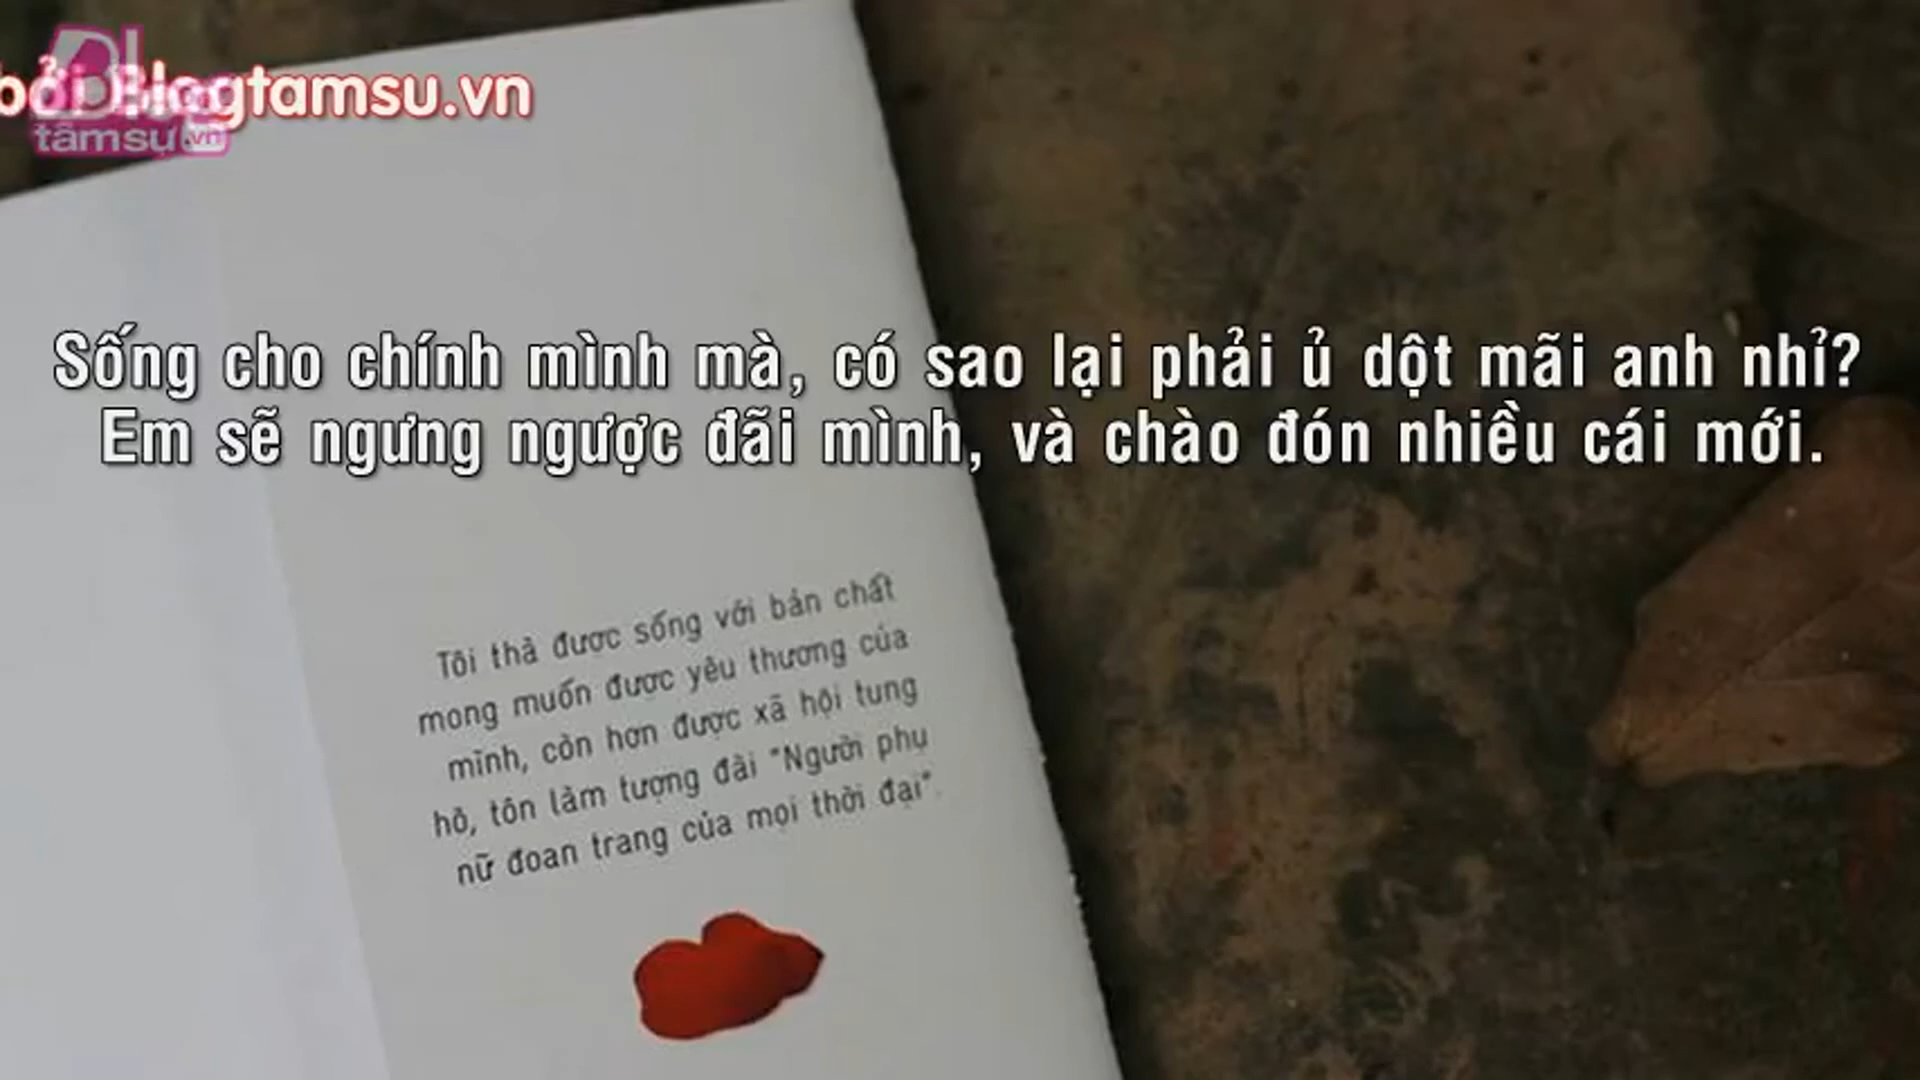 bởi Blogtamsu.vn
Bl
tâmsự.vn
Sống cho chính mình mà, có sao lại phải ủ dột mãi anh nhỉ?
Em sẽ ngưng ngược đãi mình, và chào đón nhiều cái mới.
Tôi thà được sống với bản chất
mong muốn được yêu thương của
mình, còn hơn được xã hội tung
hô, tôn làm tượng đài "Người phụ
nữ đoan trang của mọi thời đại".